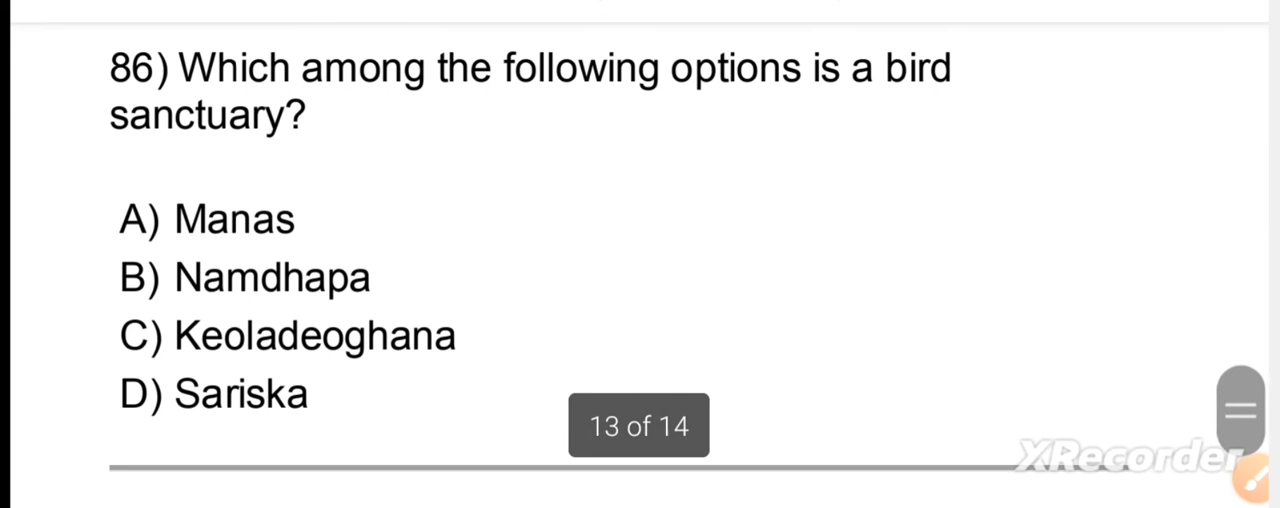 86) Which among the following options is a bird
sanctuary?
A) Manas
B) Namdhapa
C) Keoladeoghana
D) Sariska
13 of 14
XRecorder